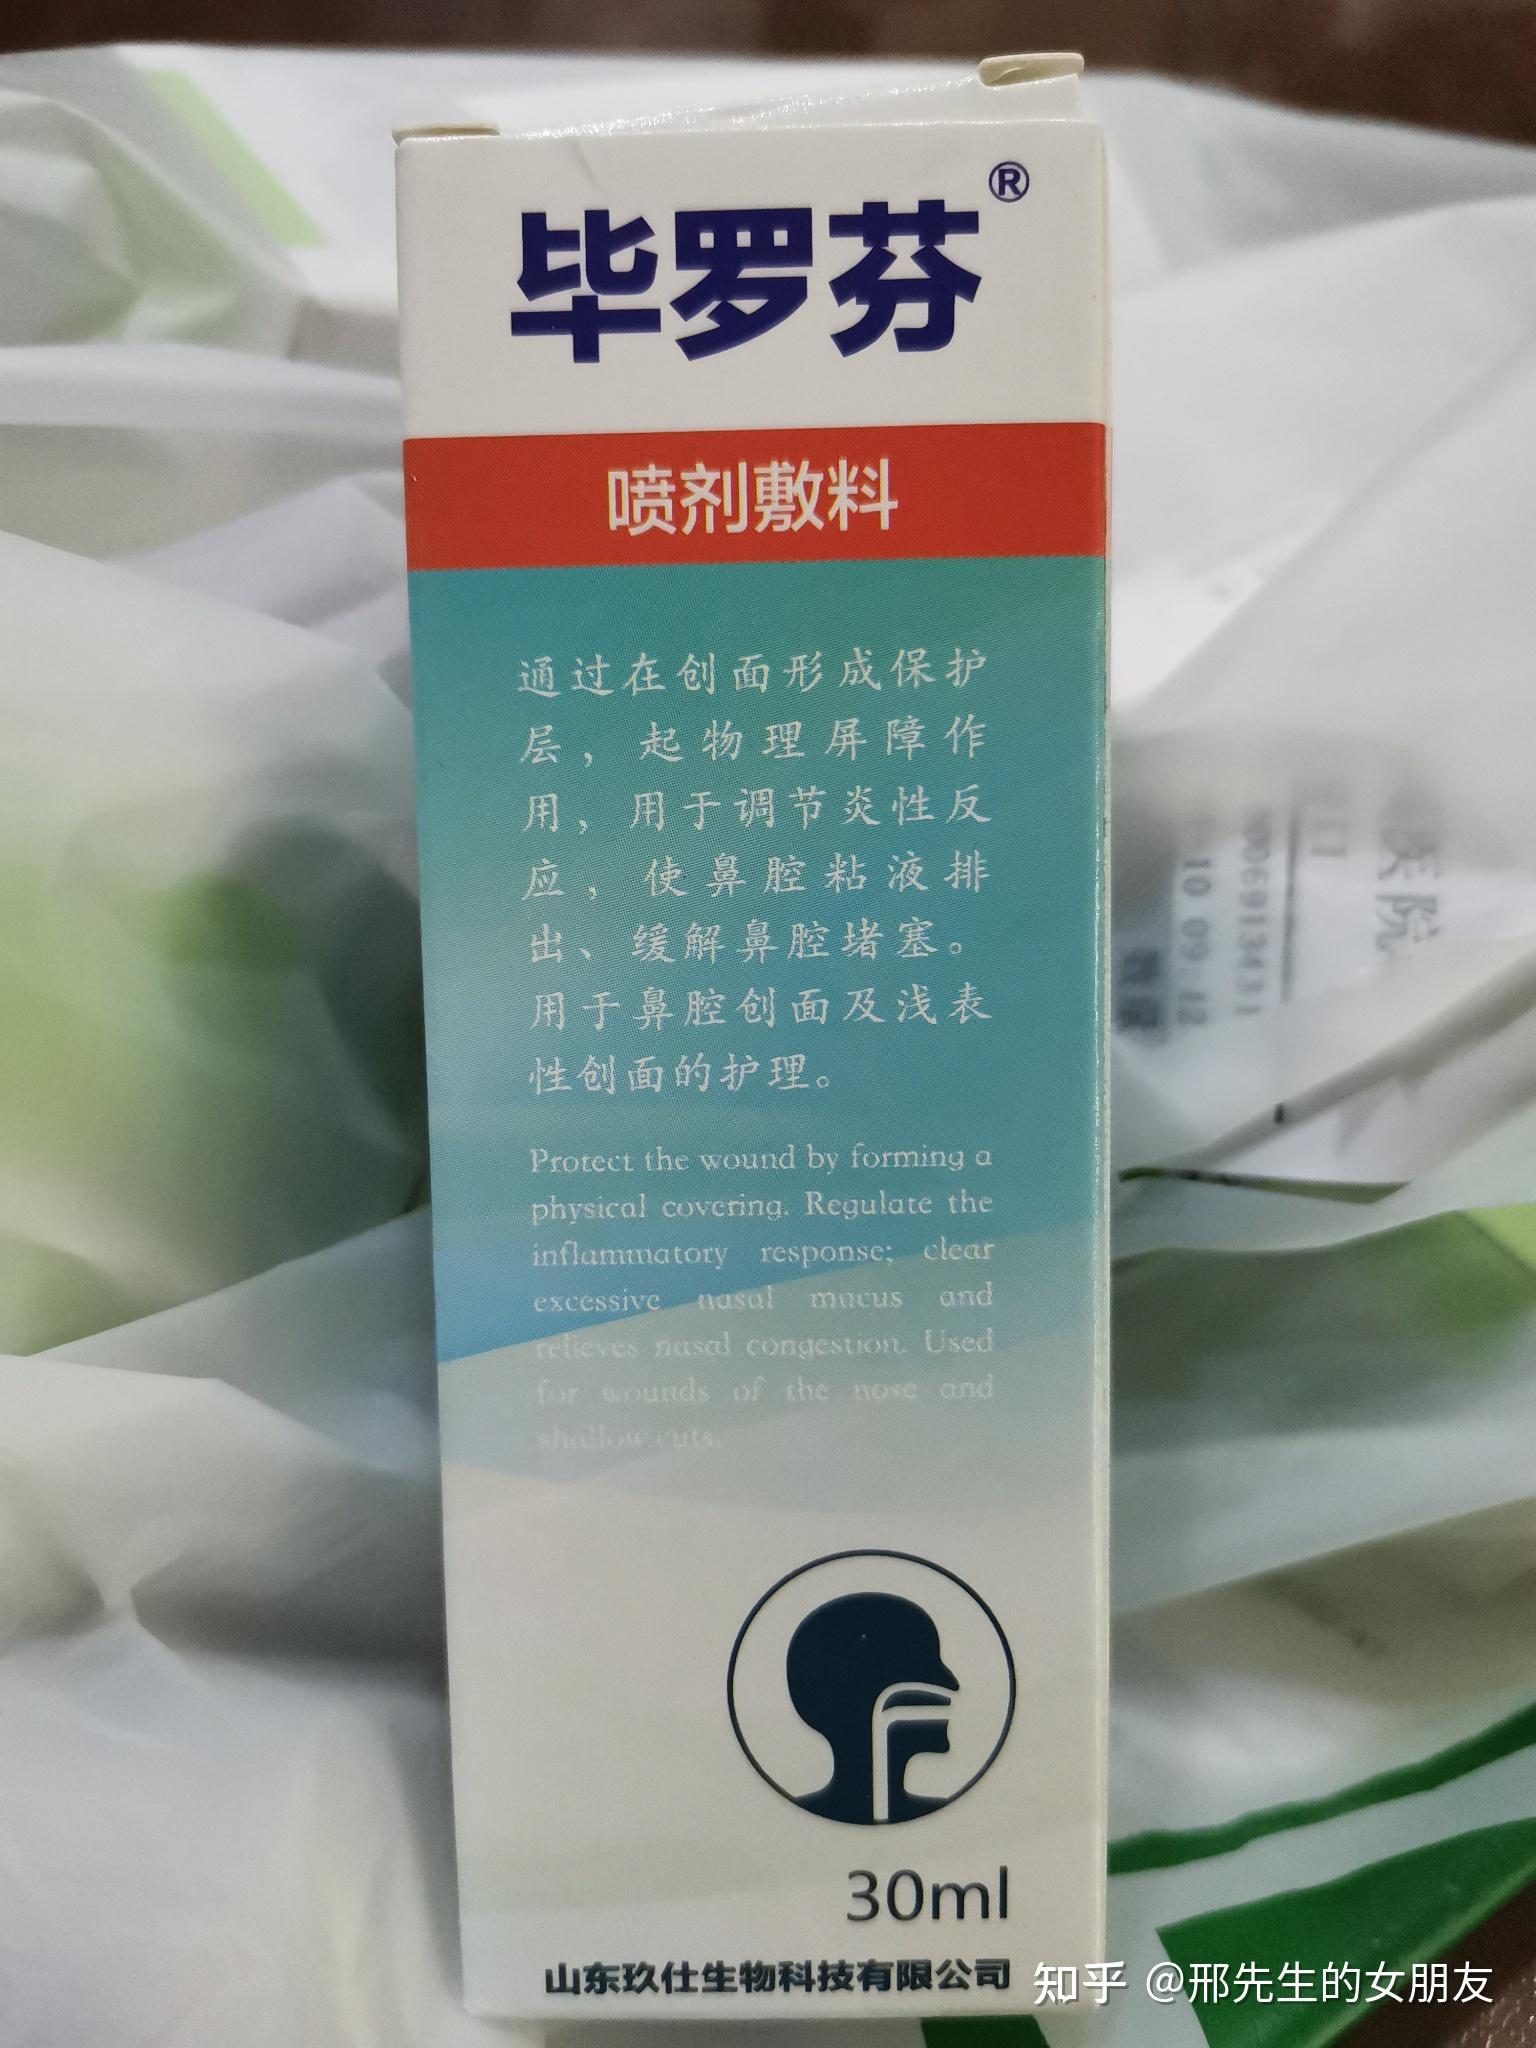 毕罗芬®
喷剂敷料
通过在创面形成保护
层，起物理屏障作
用，用于调节炎性反
应，使鼻腔粘液排
出、缓解鼻腔堵塞。
用于鼻腔创面及浅表
性创面的护理。
Protect the wound by forming a
physical covering. Regulate the
inflammatory response; clear
excessive nasal mucus and
relieves nasal congestion. Used
for wounds of the nose and
shallow cuts.
30ml
山东玖仕生物科技有限公司
医院
10 09:12
知乎 @邢先生的女朋友